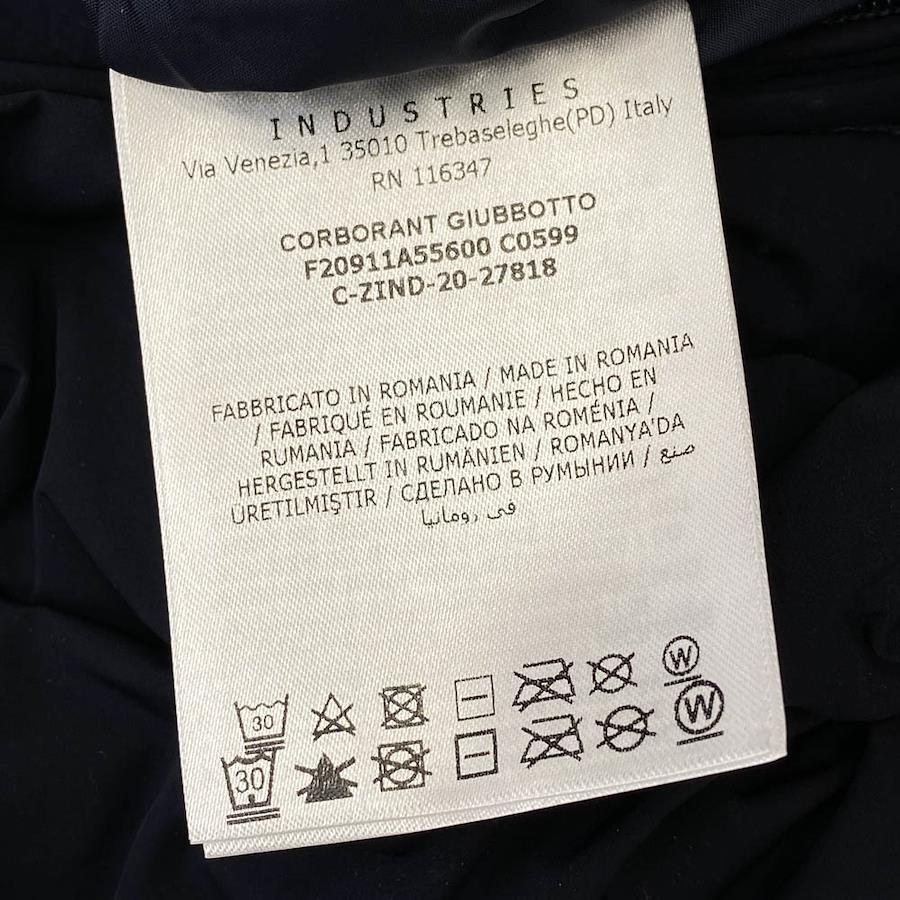 INDUSTRIES
Via Venezia,1 35010 Trebaseleghe(PD) Italy
RN 116347
CORBORANT GIUBBOTTO
F20911A55600 C0599
C-ZIND-20-27818
FABBRICATO IN ROMANIA / MADE IN ROMANIA
/ FABRIQUÉ EN ROUMANIE / HECHO EN
RUMANIA / FABRICADO NA ROMÉNIA /
HERGESTELLT IN RUMÄNIEN / ROMANYA'DA
ÜRETILMIŞTIR / СДЕЛАНО В РУМЫНИИ / صنع
في رومانيا
30 W
30 W